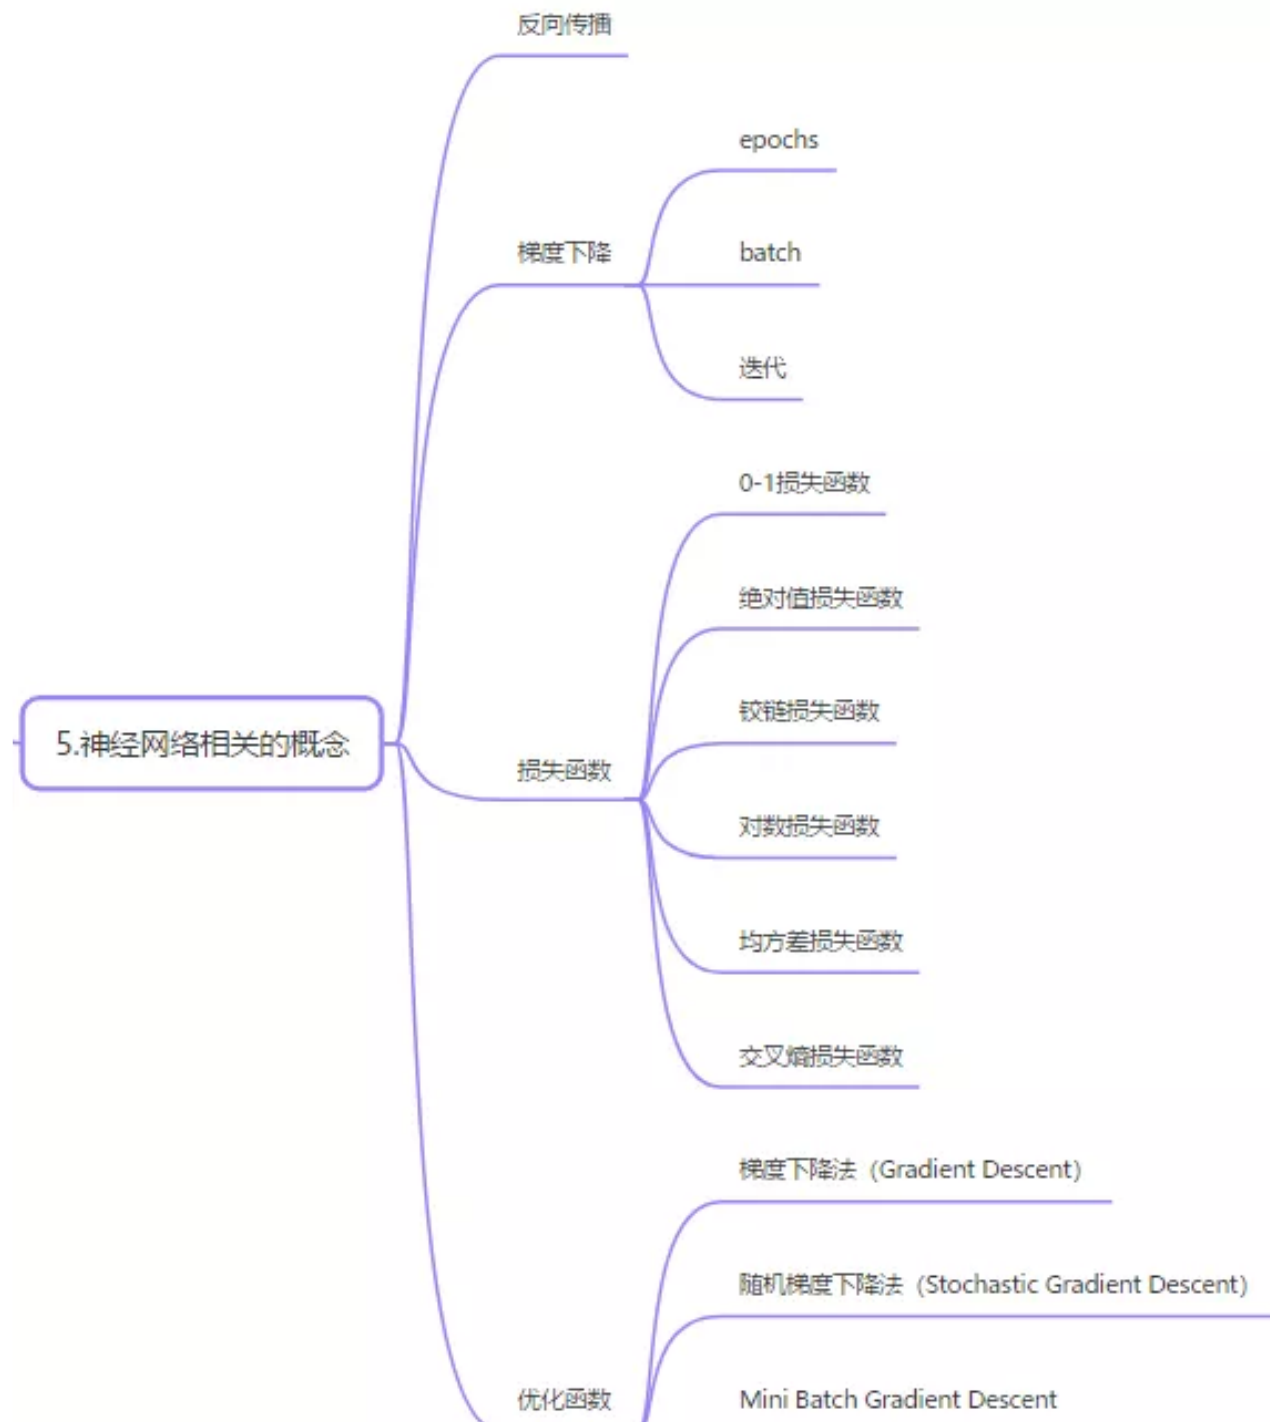 反向传播
epochs
梯度下降
batch
迭代
0-1损失函数
绝对值损失函数
铰链损失函数
5.神经网络相关的概念
损失函数
对数损失函数
均方差损失函数
交叉熵损失函数
梯度下降法（Gradient Descent）
随机梯度下降法（Stochastic Gradient Descent）
优化函数
Mini Batch Gradient Descent